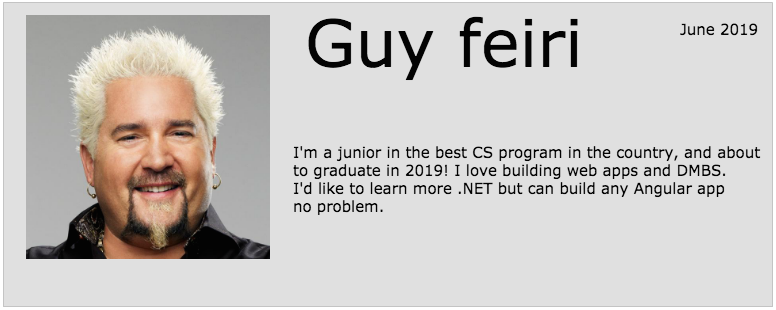 Guy feiri
June 2019
I'm a junior in the best CS program in the country, and about
to graduate in 2019! I love building web apps and DMBS.
I'd like to learn more .NET but can build any Angular app
no problem.